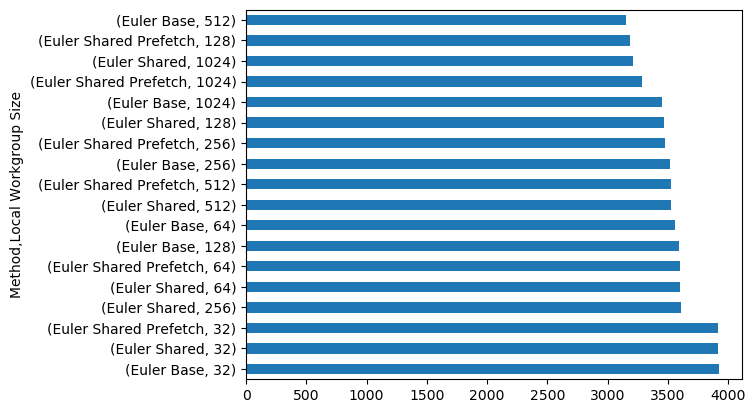 (Euler Base, 512)
(Euler Shared Prefetch, 128)
(Euler Shared, 1024)
(Euler Shared Prefetch, 1024)
(Euler Base, 1024)
(Euler Shared, 128)
(Euler Shared Prefetch, 256)
(Euler Base, 256)
(Euler Shared Prefetch, 512)
(Euler Shared, 512)
(Euler Base, 64)
(Euler Base, 128)
(Euler Shared Prefetch, 64)
(Euler Shared, 64)
(Euler Shared, 256)
(Euler Shared Prefetch, 32)
(Euler Shared, 32)
(Euler Base, 32)
Method,Local Workgroup Size
0 500 1000 1500 2000 2500 3000 3500 4000